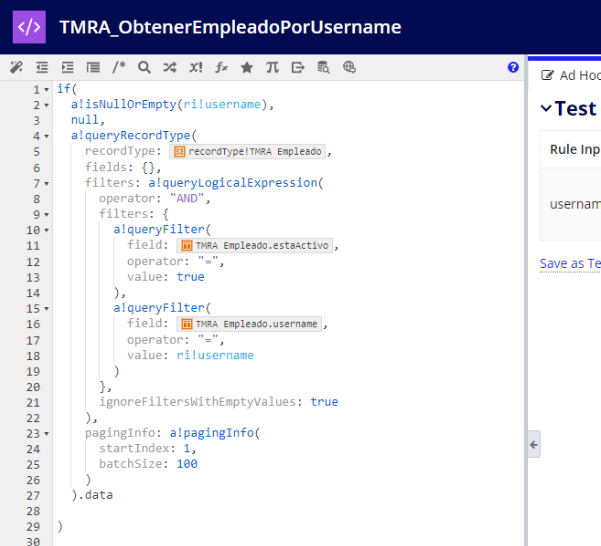 </> TMRA_ObtenerEmpleadoPorUsername
/* x! fx π ? Ad Hoc
1 if(
2 a!isNullOrEmpty(ri!username),
3 null,
4 a!queryRecordType(
5 recordType: recordType!TMRA Empleado,
6 fields: {},
7 filters: a!queryLogicalExpression(
8 operator: "AND",
9 filters: {
10 a!queryFilter(
11 field: TMRA Empleado.estaActivo,
12 operator: "=",
13 value: true
14 ),
15 a!queryFilter(
16 field: TMRA Empleado.username,
17 operator: "=",
18 value: ri!username
19 )
20 },
21 ignoreFiltersWithEmptyValues: true
22 ),
23 pagingInfo: a!pagingInfo(
24 startIndex: 1,
25 batchSize: 100
26 )
27 ).data
28
29 )
30
Test
Rule Inp
usernam
Save as Te